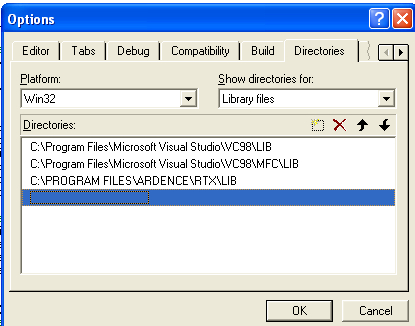 Options
Editor Tabs Debug Compatibility Build Directories
Platform: Show directories for:
Win32 Library files
Directories:
C:\Program Files\Microsoft Visual Studio\VC98\LIB
C:\Program Files\Microsoft Visual Studio\VC98\MFC\LIB
C:\PROGRAM FILES\ARDENCE\RTX\LIB
OK Cancel